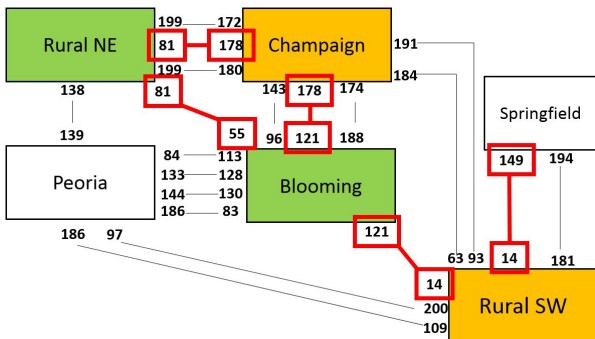 199 172
Rural NE 81 178 Champaign 191
199 180 184
81 143 178 174
138
Springfield
139 55 96 121 188
84 113 149 194
133 128
Peoria Blooming
144 130
186 83
121
186 97
63 93 14 181
14
200 Rural SW
109